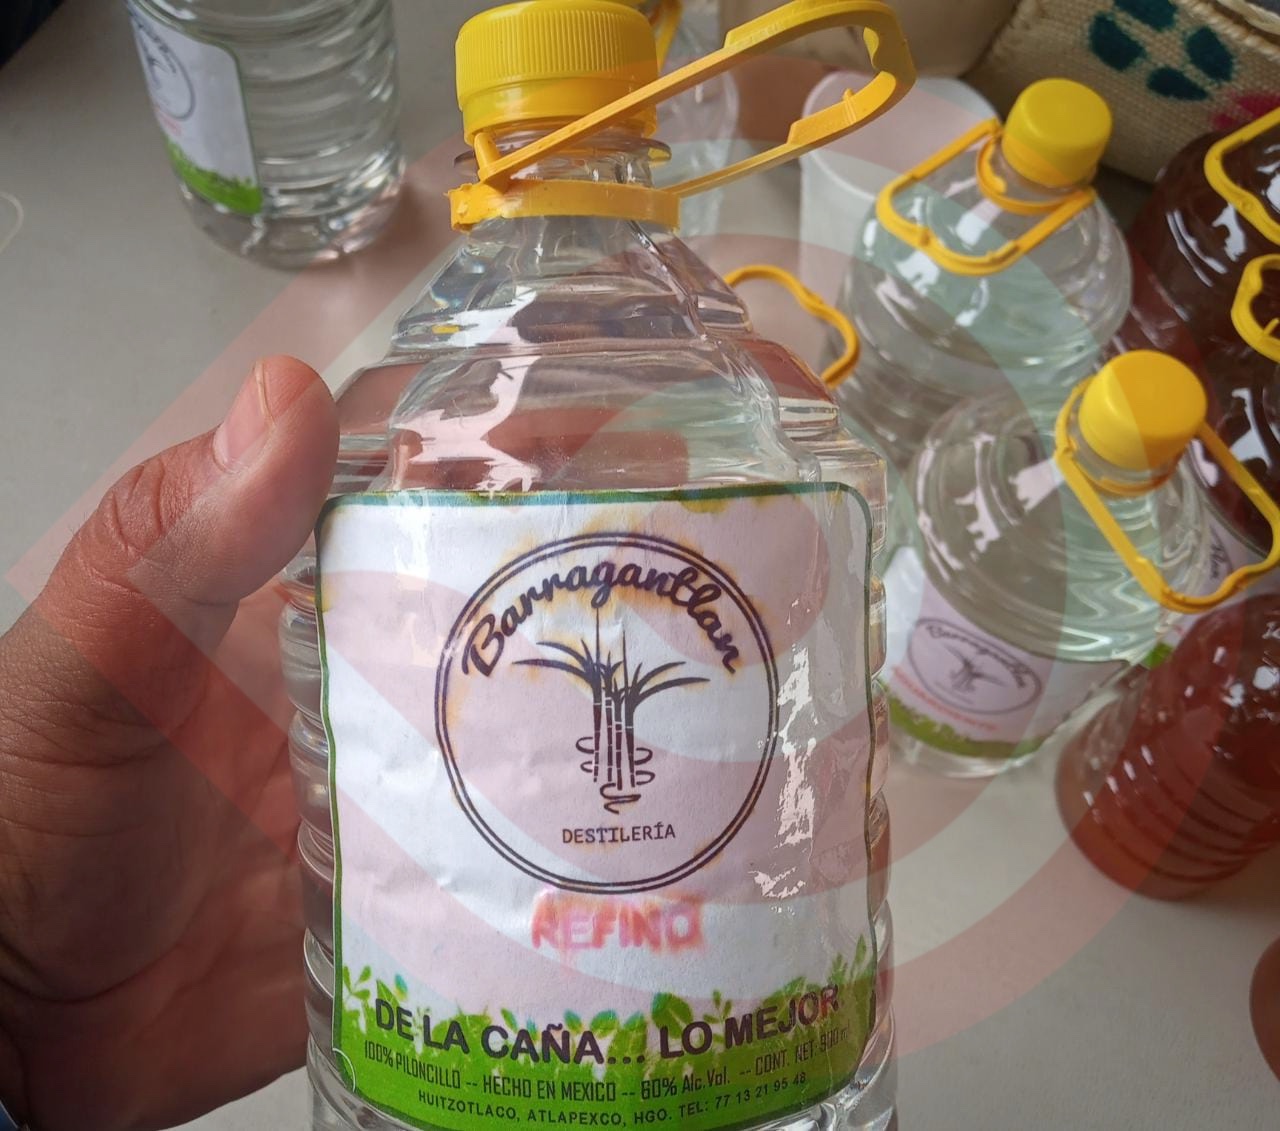 Barragantlan
DESTILERÍA
REFINO
DE LA CAÑA... LO MEJOR
100% PILONCILLO -- HECHO EN MEXICO -- 60% Alc.Vol. -- CONT. NET. 900 ml
HUITZOTLACO, ATLAPEXCO, HGO. TEL: 77 13 21 95 48
Barragantlan